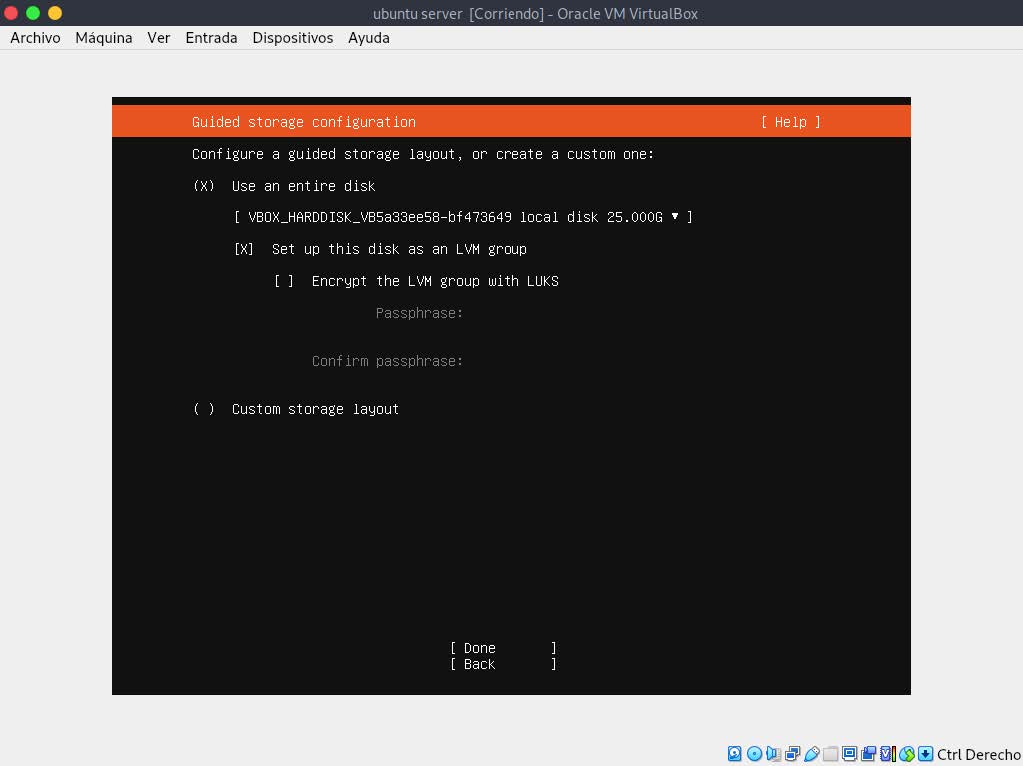 ubuntu server [Corriendo] - Oracle VM VirtualBox
Archivo Máquina Ver Entrada Dispositivos Ayuda
Guided storage configuration [ Help ]
Configure a guided storage layout, or create a custom one:
(X) Use an entire disk
[ VBOX_HARDDISK_VB5a33ee58-bf473649 local disk 25.000G ▾ ]
[X] Set up this disk as an LVM group
[ ] Encrypt the LVM group with LUKS
Passphrase:
Confirm passphrase:
( ) Custom storage layout
[ Done ]
[ Back ]
Ctrl Derecho